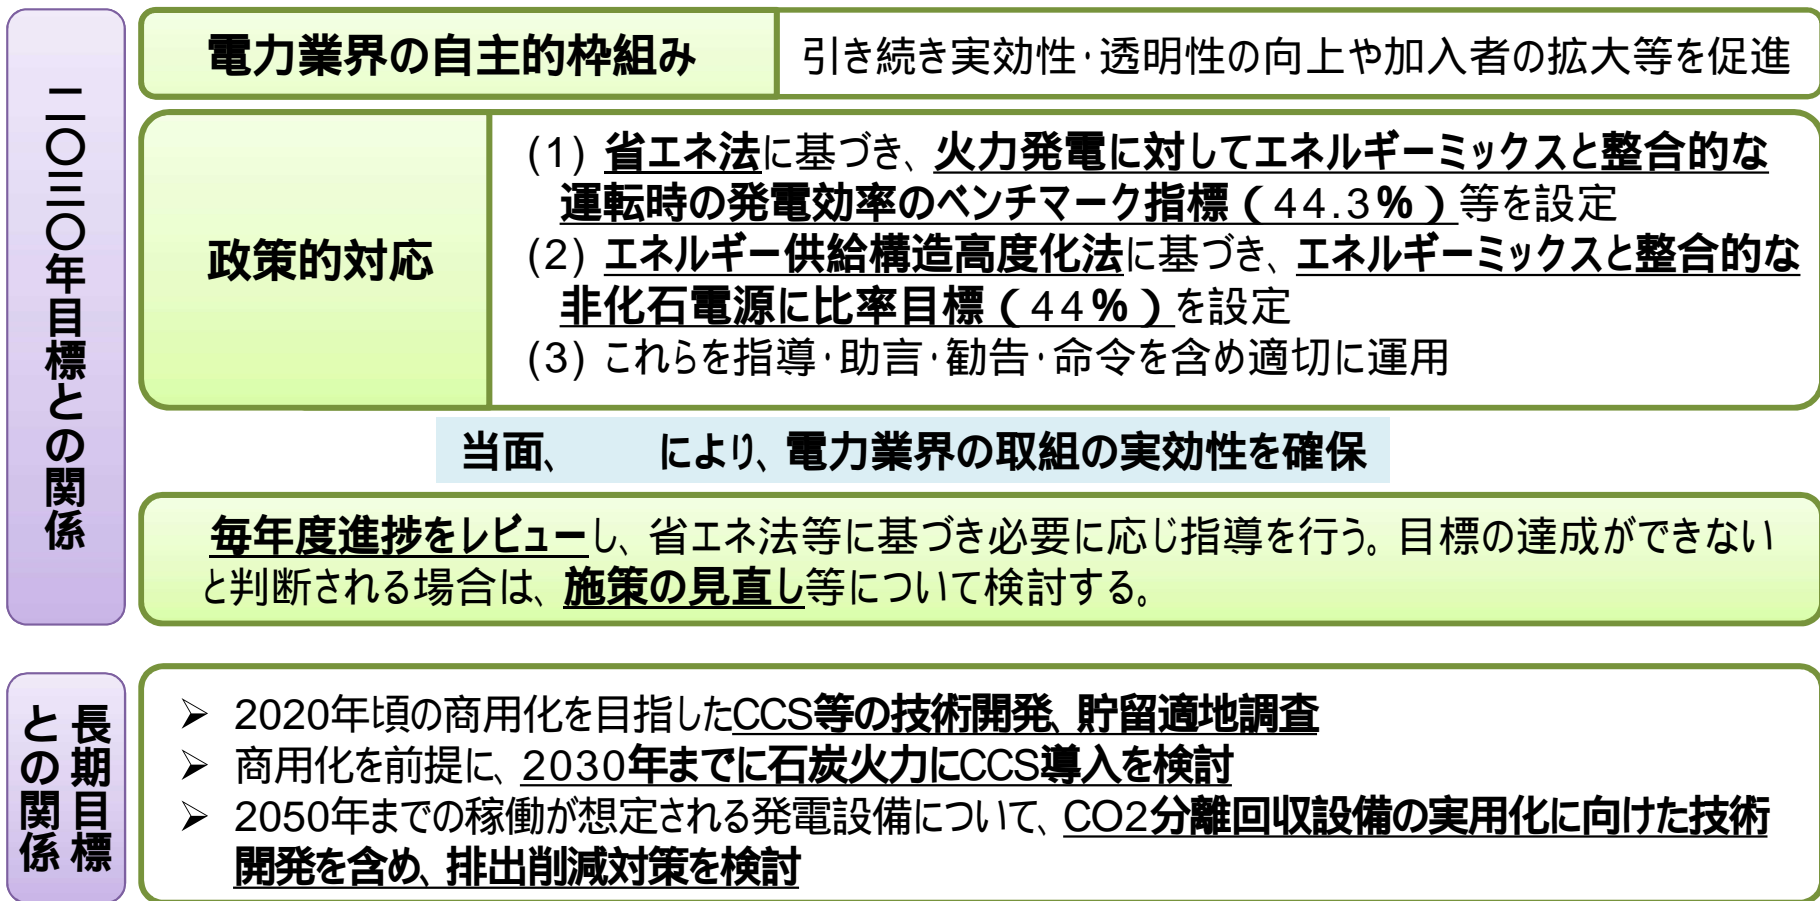 二〇三〇年目標との関係
電力業界の自主的枠組み
引き続き実効性・透明性の向上や加入者の拡大等を促進
政策的対応
(1) 省エネ法に基づき、火力発電に対してエネルギーミックスと整合的な
運転時の発電効率のベンチマーク指標（44.3％）等を設定
(2) エネルギー供給構造高度化法に基づき、エネルギーミックスと整合的な
非化石電源に比率目標（44％）を設定
(3) これらを指導・助言・勧告・命令を含め適切に運用
当面、　　により、電力業界の取組の実効性を確保
毎年度進捗をレビューし、省エネ法等に基づき必要に応じ指導を行う。目標の達成ができない
と判断される場合は、施策の見直し等について検討する。
長期目標
との関係
➢ 2020年頃の商用化を目指したCCS等の技術開発、貯留適地調査
➢ 商用化を前提に、2030年までに石炭火力にCCS導入を検討
➢ 2050年までの稼働が想定される発電設備について、CO2分離回収設備の実用化に向けた技術
開発を含め、排出削減対策を検討